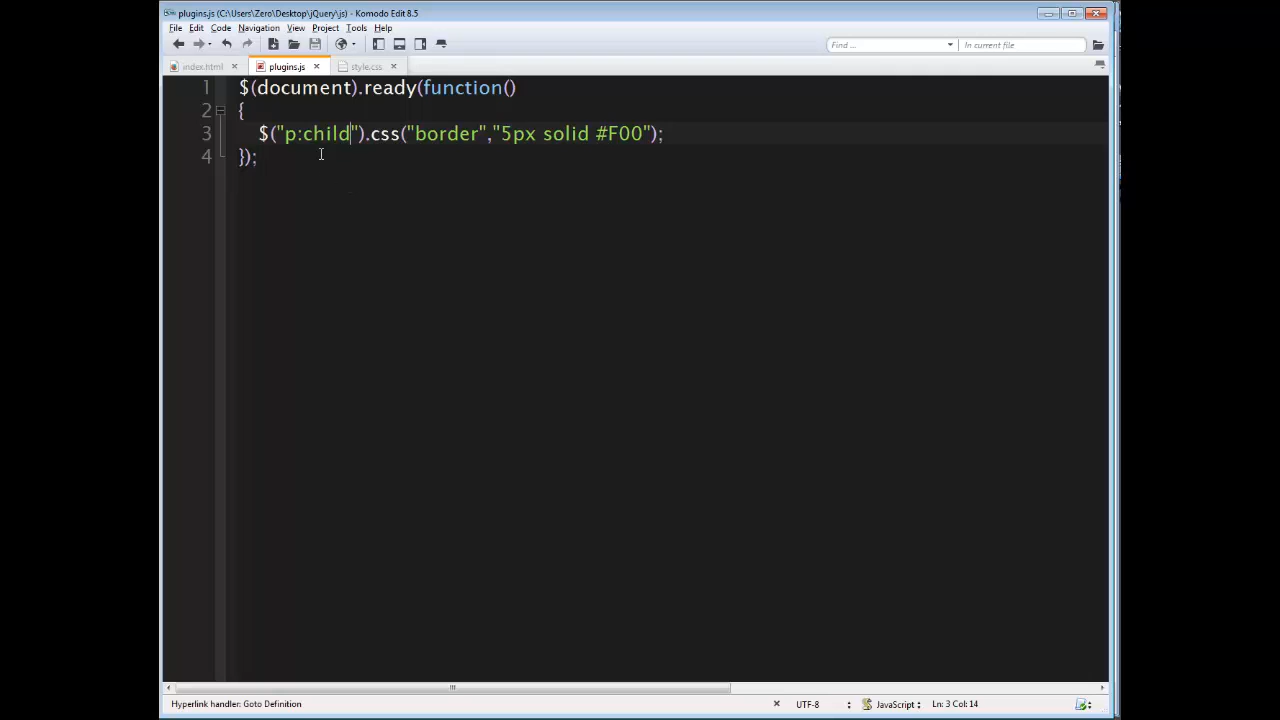 plugins.js (C:\Users\Zero\Desktop\jQuery\js) - Komodo Edit 8.5
File Edit Code Navigation View Project Tools Help
Find ... In current file
index.html plugins.js style.css
1 $(document).ready(function()
2 {
3 $("p:child").css("border","5px solid #F00");
4 });
Hyperlink handler: Goto Definition UTF-8 JavaScript Ln: 3 Col: 14